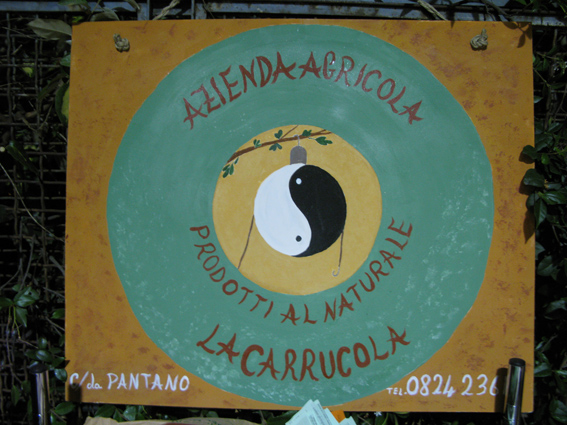 AZIENDA AGRICOLA
PRODOTTI AL NATURALE
LA CARRUCOLA
C/da PANTANO
TEL. 0824 236